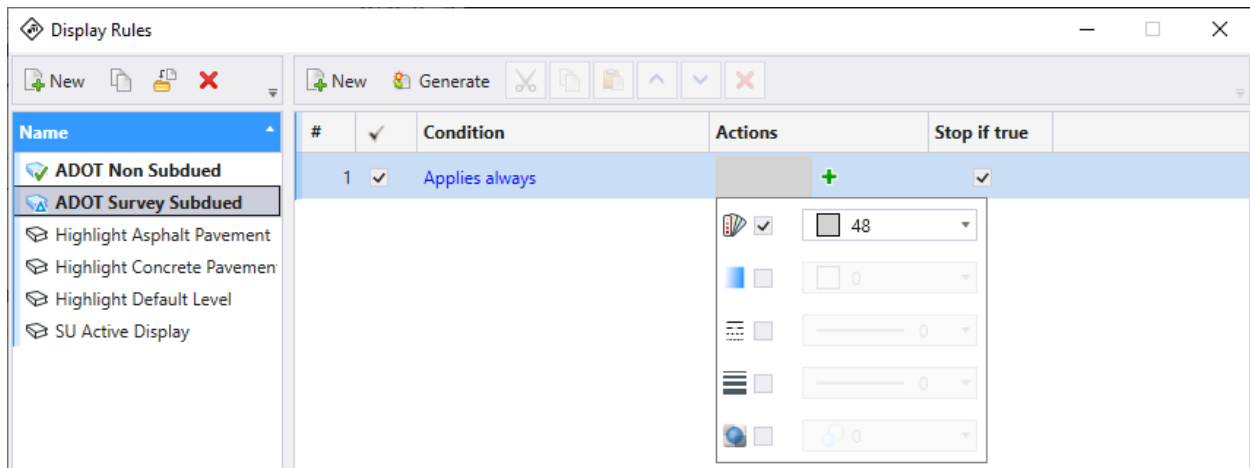 Display Rules
New
New Generate
Name
# Condition Actions Stop if true
ADOT Non Subdued
1 Applies always
ADOT Survey Subdued
Highlight Asphalt Pavement
48
Highlight Concrete Pavemen
0
Highlight Default Level
SU Active Display
0
0
0